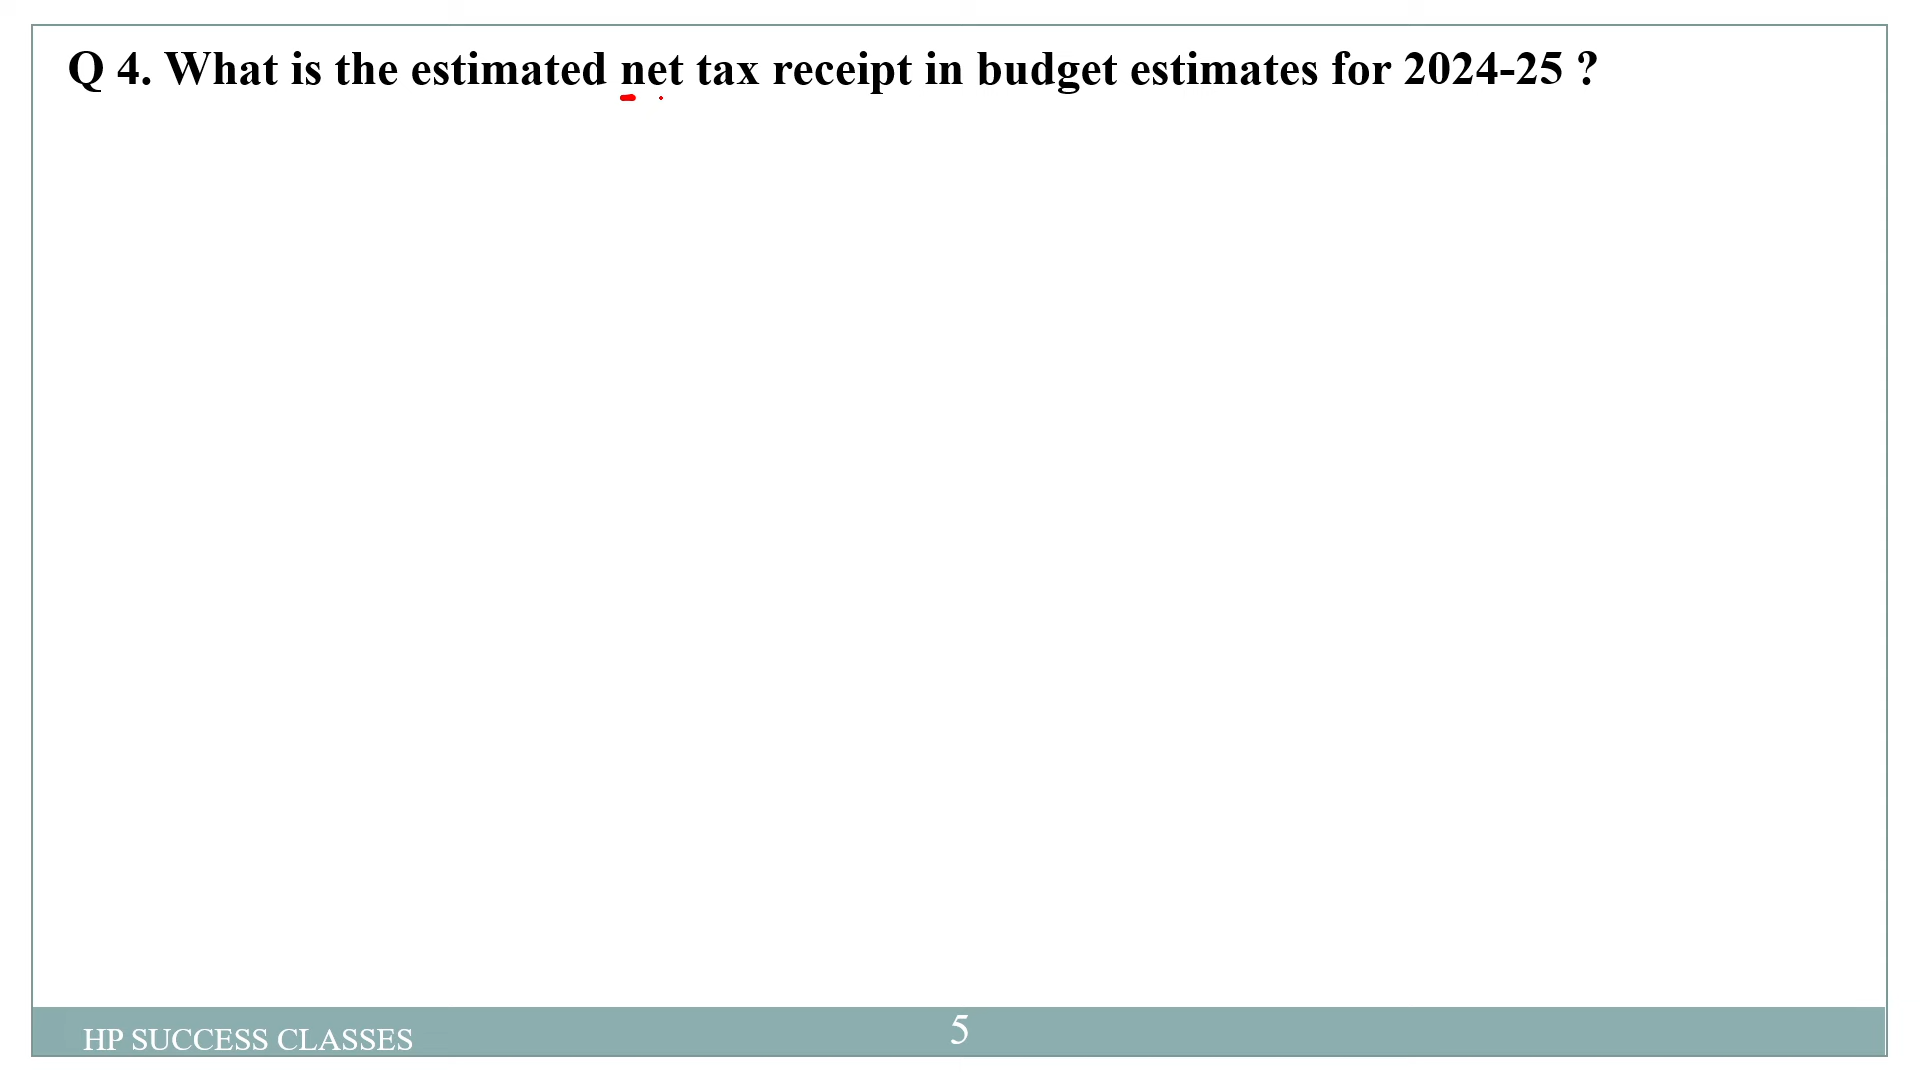 Q 4. What is the estimated net tax receipt in budget estimates for 2024-25 ?
HP SUCCESS CLASSES
5